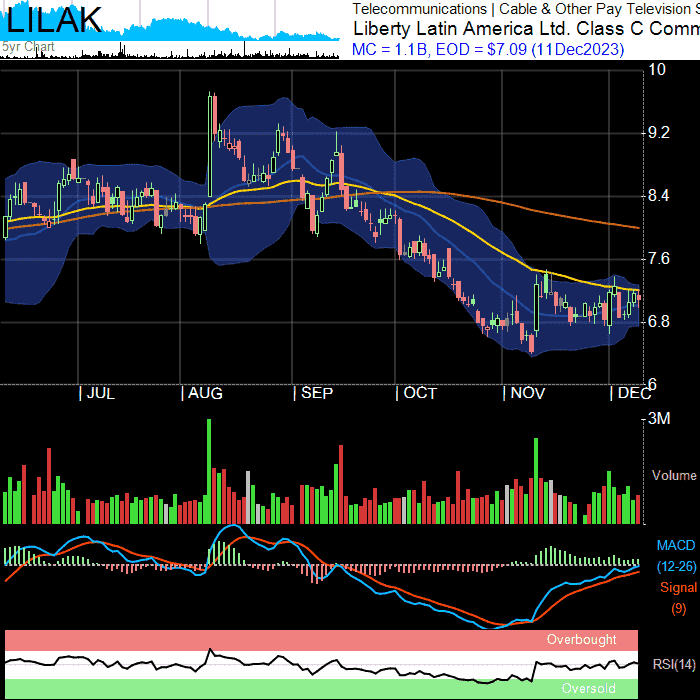 LILAK
5yr Chart
Telecommunications | Cable & Other Pay Television S
Liberty Latin America Ltd. Class C Comm
MC = 1.1B, EOD = $7.09 (11Dec2023)
10
9.2
8.4
7.6
6.8
6
JUL AUG SEP OCT NOV DEC
3M
Volume
MACD
(12-26)
Signal
(9)
Overbought
RSI(14)
Oversold